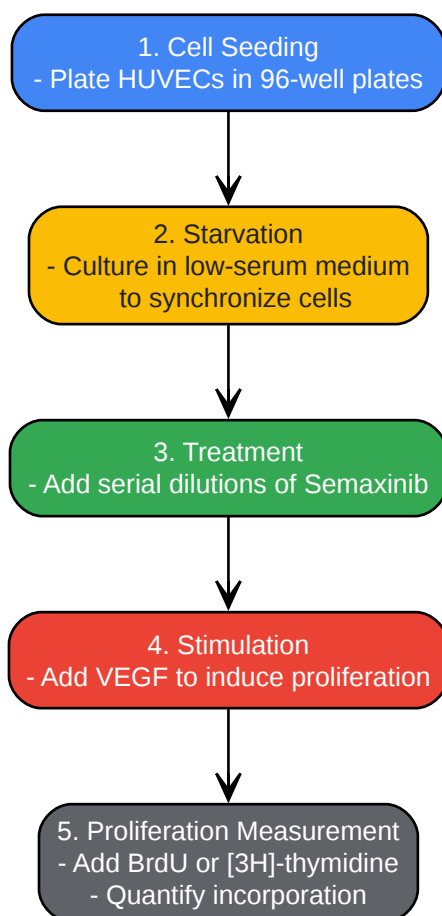 1. Cell Seeding
- Plate HUVECs in 96-well plates
2. Starvation
- Culture in low-serum medium
to synchronize cells
3. Treatment
- Add serial dilutions of Semaxinib
4. Stimulation
- Add VEGF to induce proliferation
5. Proliferation Measurement
- Add BrdU or [3H]-thymidine
- Quantify incorporation